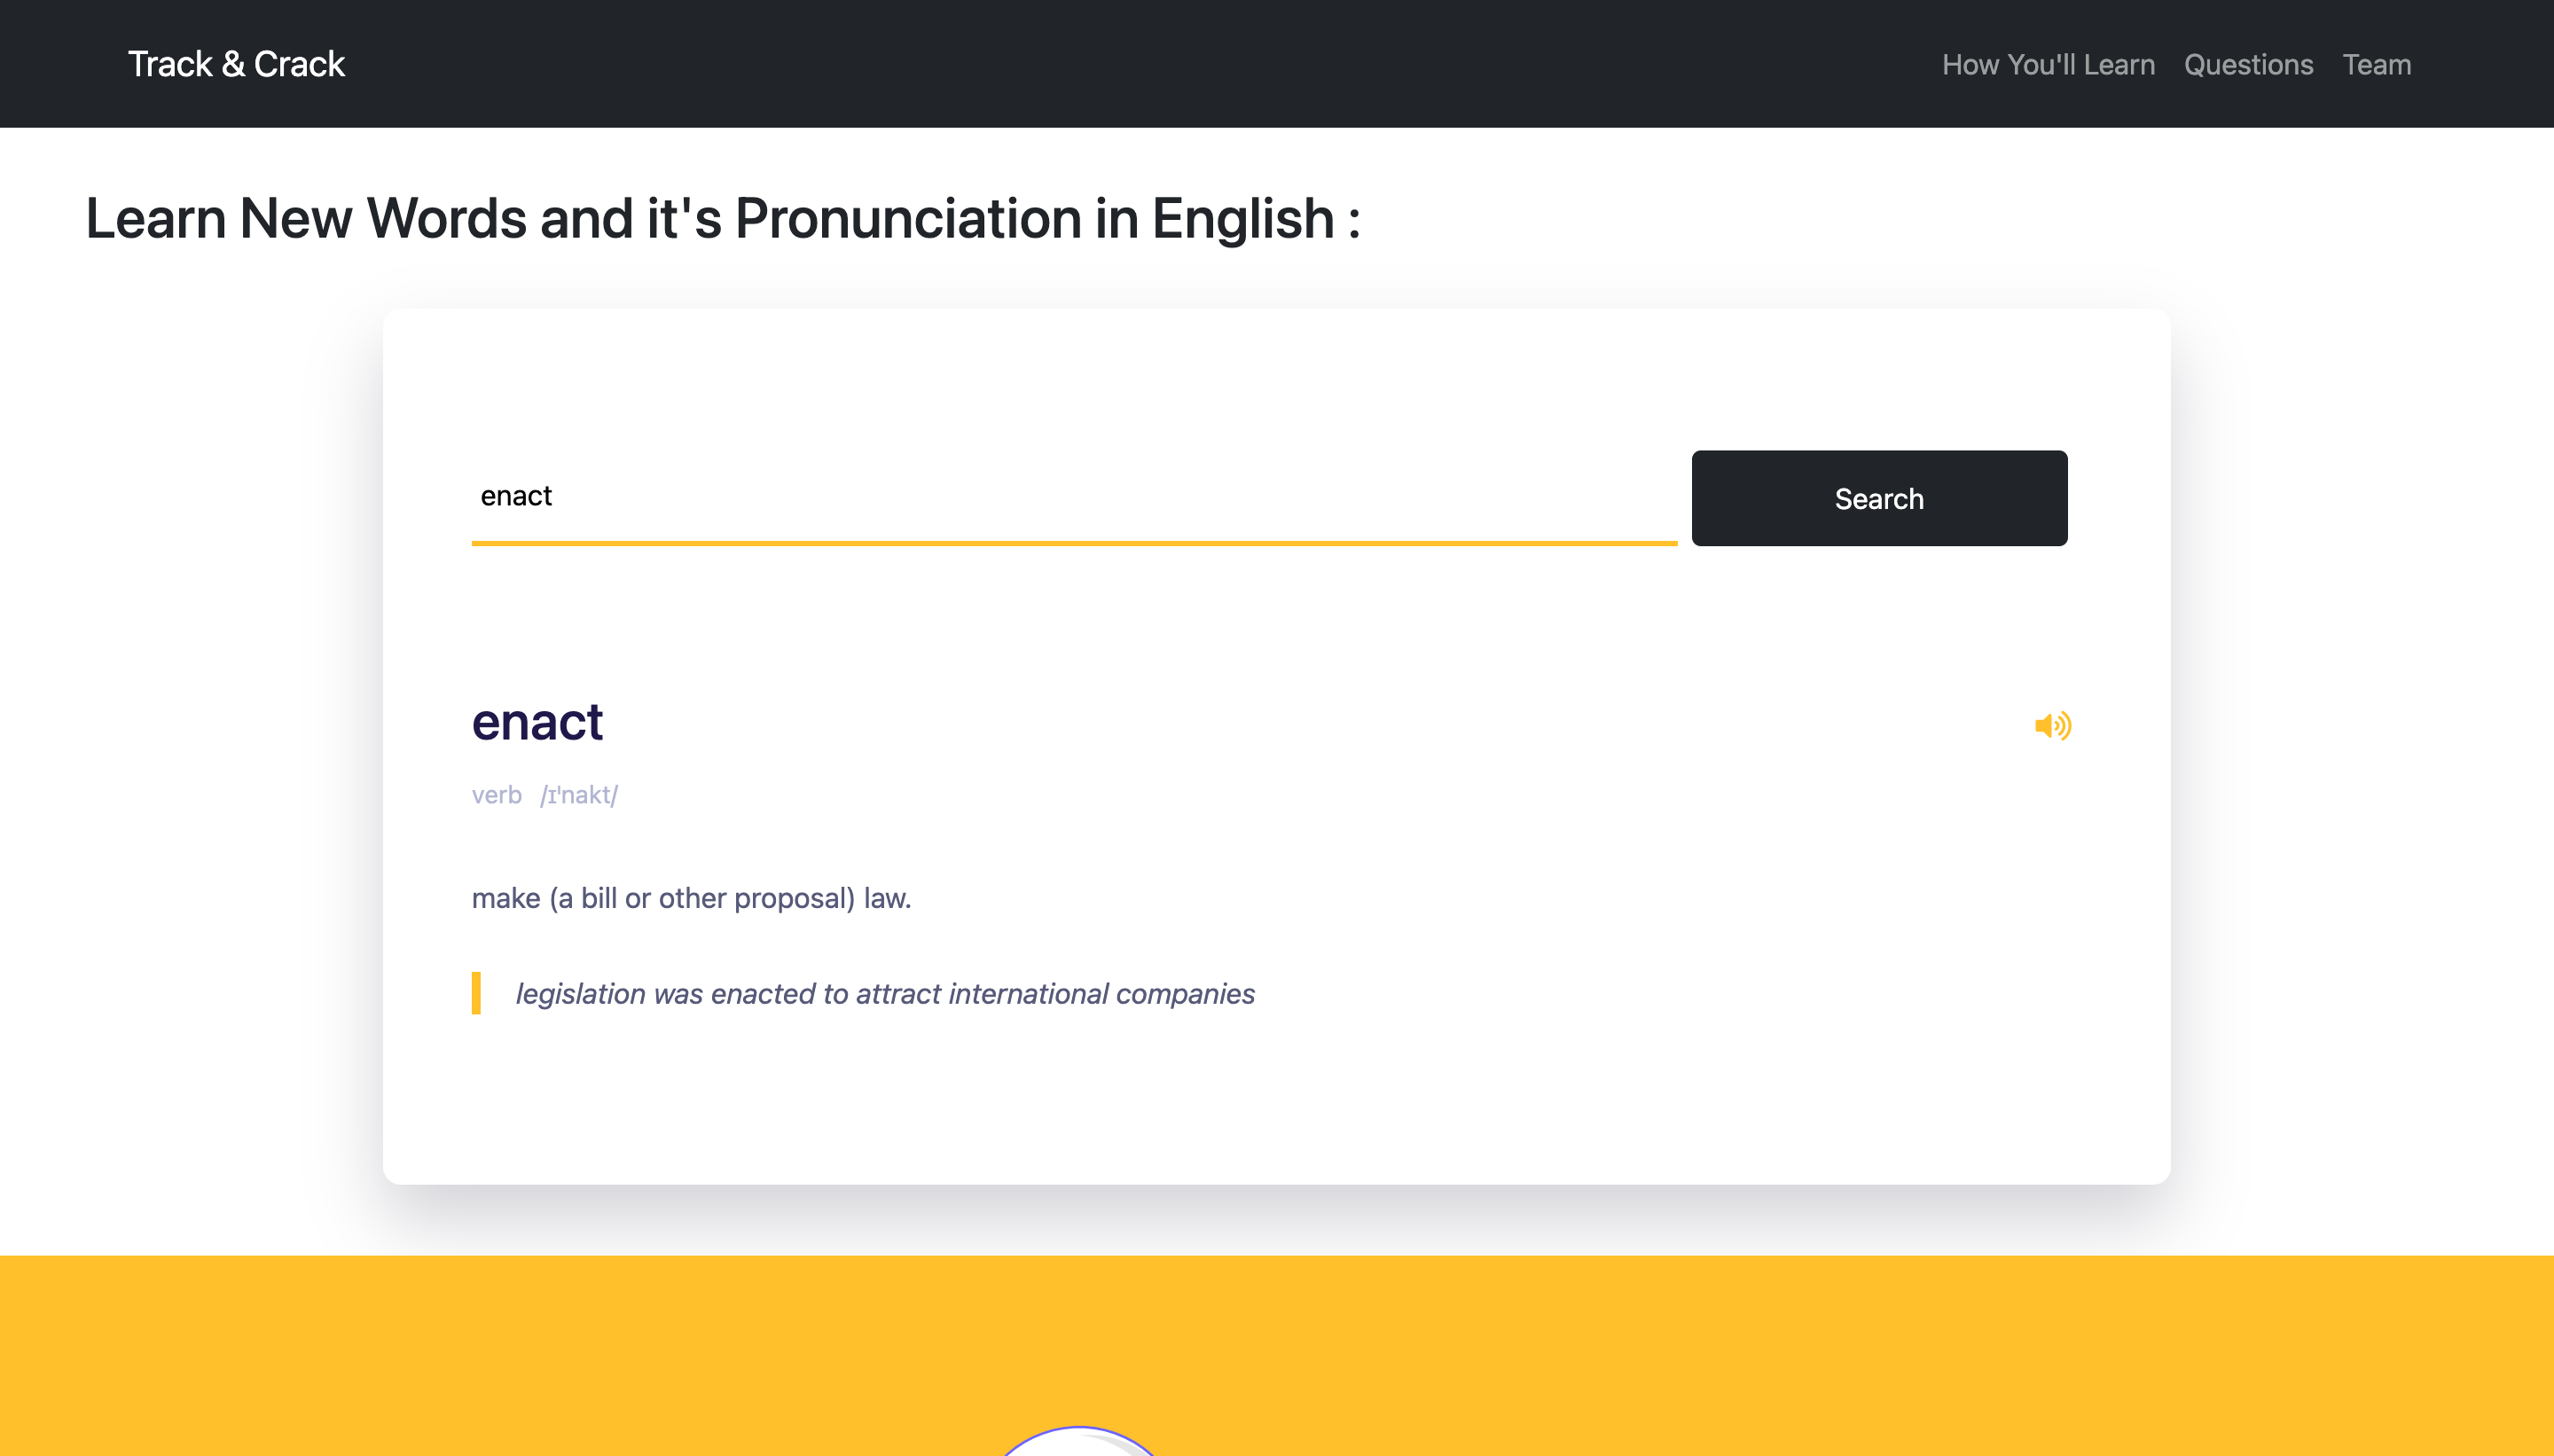 Track & Crack
How You'll Learn Questions Team
Learn New Words and it's Pronunciation in English :
enact
Search
enact
verb /ɪˈnakt/
make (a bill or other proposal) law.
legislation was enacted to attract international companies